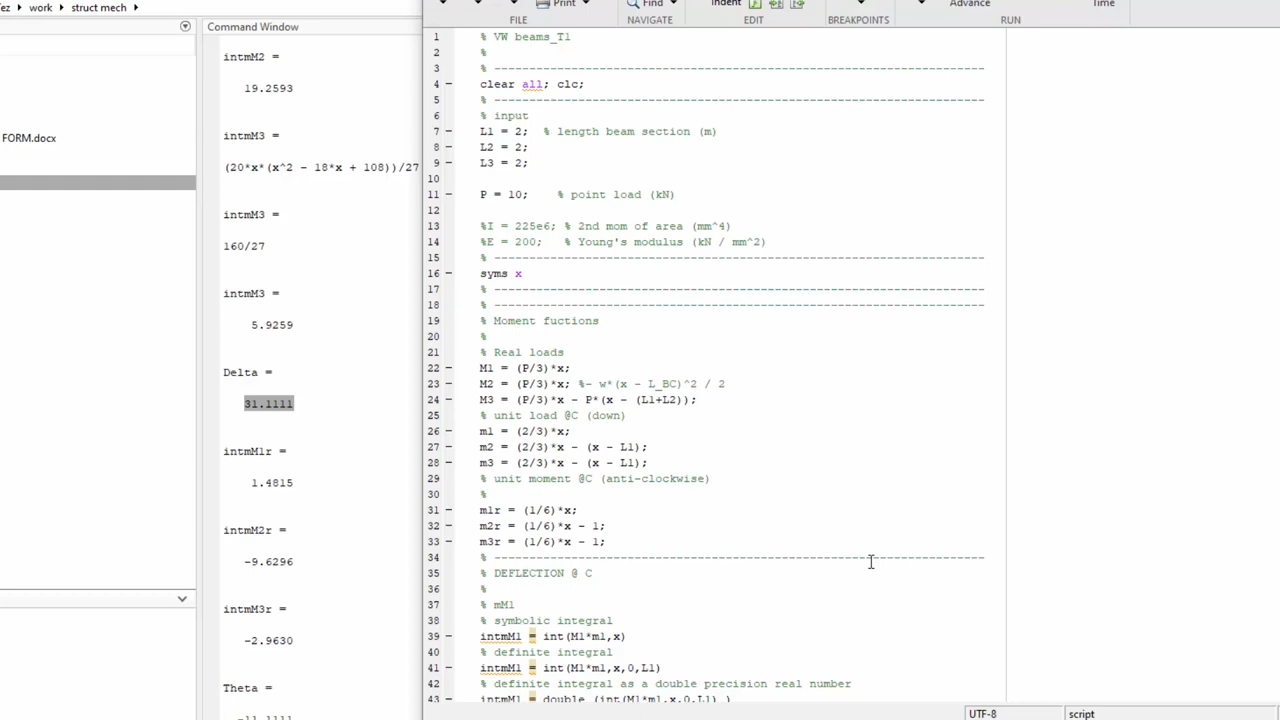 ez
work
struct mech
Print
Find
Indent
Advance
Time
FILE
NAVIGATE
EDIT
BREAKPOINTS
RUN
FORM.docx
Command Window
intmM2 =
19.2593
intmM3 =
(20*x*(x^2 - 18*x + 108))/27
intmM3 =
160/27
intmM3 =
5.9259
Delta =
31.1111
intmM1r =
1.4815
intmM2r =
-9.6296
intmM3r =
-2.9630
Theta =
-11.1111
1 % VW beams_T1
2 %
3 % ------------------------------------------------------------------------
4 clear all; clc;
5 % ------------------------------------------------------------------------
6 % input
7 L1 = 2; % length beam section (m)
8 L2 = 2;
9 L3 = 2;
10
11 P = 10; % point load (kN)
12
13 %I = 225e6; % 2nd mom of area (mm^4)
14 %E = 200; % Young's modulus (kN / mm^2)
15 % ------------------------------------------------------------------------
16 syms x
17 % ------------------------------------------------------------------------
18 % ------------------------------------------------------------------------
19 % Moment fuctions
20 %
21 % Real loads
22 M1 = (P/3)*x;
23 M2 = (P/3)*x; %- w*(x - L_BC)^2 / 2
24 M3 = (P/3)*x - P*(x - (L1+L2));
25 % unit load @C (down)
26 m1 = (2/3)*x;
27 m2 = (2/3)*x - (x - L1);
28 m3 = (2/3)*x - (x - L1);
29 % unit moment @C (anti-clockwise)
30 %
31 m1r = (1/6)*x;
32 m2r = (1/6)*x - 1;
33 m3r = (1/6)*x - 1;
34 % ------------------------------------------------------------------------
35 % DEFLECTION @ C
36 %
37 % mM1
38 % symbolic integral
39 intmM1 = int(M1*m1,x)
40 % definite integral
41 intmM1 = int(M1*m1,x,0,L1)
42 % definite integral as a double precision real number
43 intmM1 = double (int(M1*m1,x,0,L1) )
UTF-8
script